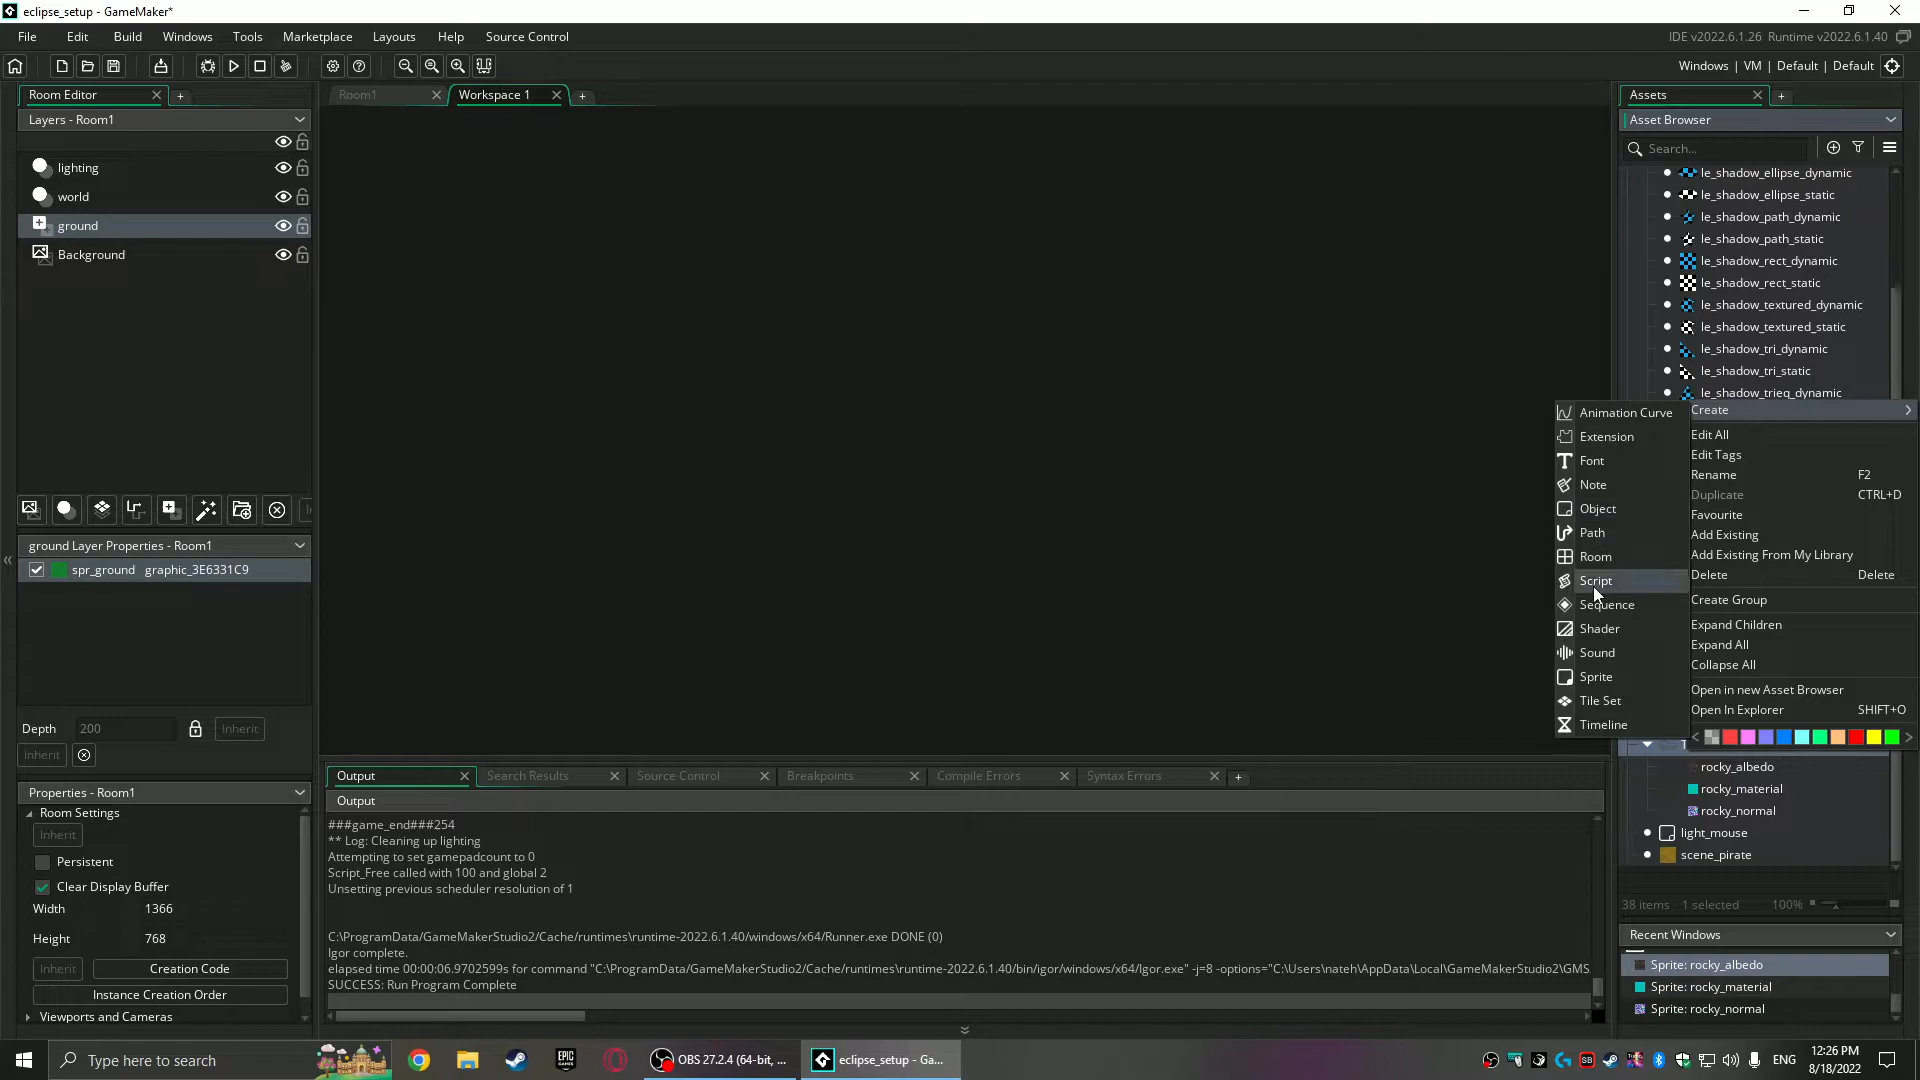 eclipse_setup - GameMaker*
File Edit Build Windows Tools Marketplace Layouts Help Source Control
IDE v2022.6.1.26 Runtime v2022.6.1.40
Windows | VM | Default | Default
Room Editor
Room1
Workspace 1
Assets
Layers - Room1
Asset Browser
Search...
lighting
world
ground
Background
le_shadow_ellipse_dynamic
le_shadow_ellipse_static
le_shadow_path_dynamic
le_shadow_path_static
le_shadow_rect_dynamic
le_shadow_rect_static
le_shadow_textured_dynamic
le_shadow_textured_static
le_shadow_tri_dynamic
le_shadow_tri_static
le_shadow_trieq_dynamic
Animation Curve
Extension
Font
Note
Object
Path
Room
Script
Sequence
Shader
Sound
Sprite
Tile Set
Timeline
Create
Edit All
Edit Tags
Rename F2
Duplicate CTRL+D
Favourite
Add Existing
Add Existing From My Library
Delete Delete
Create Group
Expand Children
Expand All
Collapse All
Open in new Asset Browser
Open In Explorer SHIFT+O
rocky_albedo
rocky_material
rocky_normal
light_mouse
scene_pirate
38 items 1 selected 100%
Recent Windows
Sprite: rocky_albedo
Sprite: rocky_material
Sprite: rocky_normal
ground Layer Properties - Room1
spr_ground graphic_3E6331C9
Depth 200 Inherit
Inherit
Properties - Room1
Room Settings
Inherit
Persistent
Clear Display Buffer
Width 1366
Height 768
Inherit Creation Code
Instance Creation Order
Viewports and Cameras
Output Search Results Source Control Breakpoints Compile Errors Syntax Errors
Output
###game_end###254
** Log: Cleaning up lighting
Attempting to set gamepadcount to 0
Script_Free called with 100 and global 2
Unsetting previous scheduler resolution of 1
C:\ProgramData/GameMakerStudio2/Cache/runtimes\runtime-2022.6.1.40/windows/x64/Runner.exe DONE (0)
Igor complete.
elapsed time 00:00:06.9702599s for command "C:\ProgramData/GameMakerStudio2/Cache/runtimes\runtime-2022.6.1.40/bin/igor/windows/x64/Igor.exe" -j=8 -options="C:\Users\nateh\AppData\Local\GameMakerStudio2\GMS
SUCCESS: Run Program Complete
Type here to search
EPIC GAMES
OBS 27.2.4 (64-bit, ...
eclipse_setup - Ga...
ENG
12:26 PM
8/18/2022